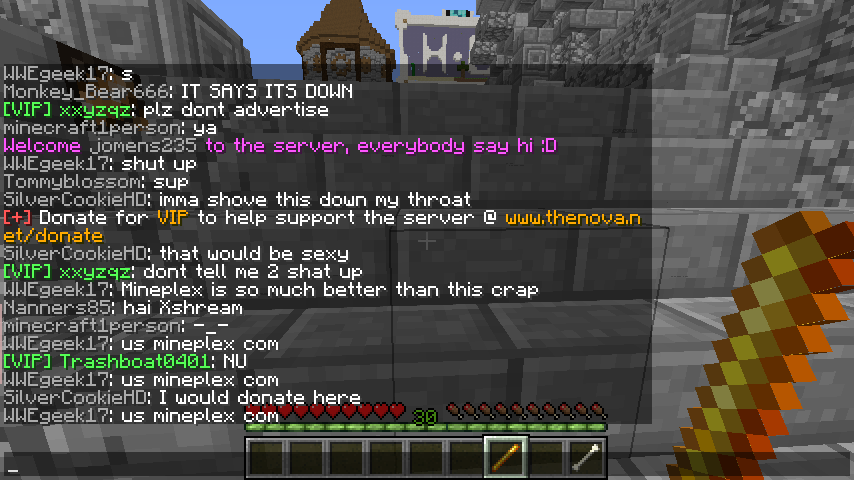 WWEgeek17: s
Monkey_Bear666: IT SAYS ITS DOWN
[VIP] xxyzqz: plz dont advertise
minecraft1person: ya
Welcome jomens235 to the server, everybody say hi :D
WWEgeek17: shut up
Tommyblossom: sup
SilverCookieHD: imma shove this down my throat
[+] Donate for VIP to help support the server @ www.thenova.n
et/donate
SilverCookieHD: that would be sexy
[VIP] xxyzqz: dont tell me 2 shat up
WWEgeek17: Mineplex is so much better than this crap
Nanners85: hai Xshream
minecraft1person: -_-
WWEgeek17: us mineplex com
[VIP] Trashboat0401: NU
WWEgeek17: us mineplex com
SilverCookieHD: I would donate here
WWEgeek17: us mineplex com
30
_